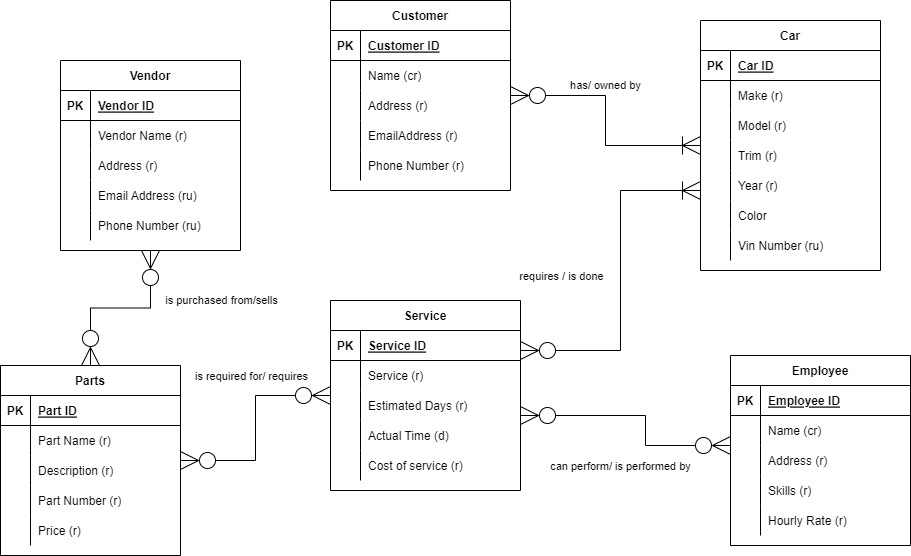 Customer
PK Customer ID
Name (cr)
Address (r)
EmailAddress (r)
Phone Number (r)
Car
PK Car ID
Make (r)
Model (r)
Trim (r)
Year (r)
Color
Vin Number (ru)
Vendor
PK Vendor ID
Vendor Name (r)
Address (r)
Email Address (ru)
Phone Number (ru)
has/ owned by
requires / is done
is purchased from/sells
Service
PK Service ID
Service (r)
Estimated Days (r)
Actual Time (d)
Cost of service (r)
is required for/ requires
Parts
PK Part ID
Part Name (r)
Description (r)
Part Number (r)
Price (r)
can perform/ is performed by
Employee
PK Employee ID
Name (cr)
Address (r)
Skills (r)
Hourly Rate (r)